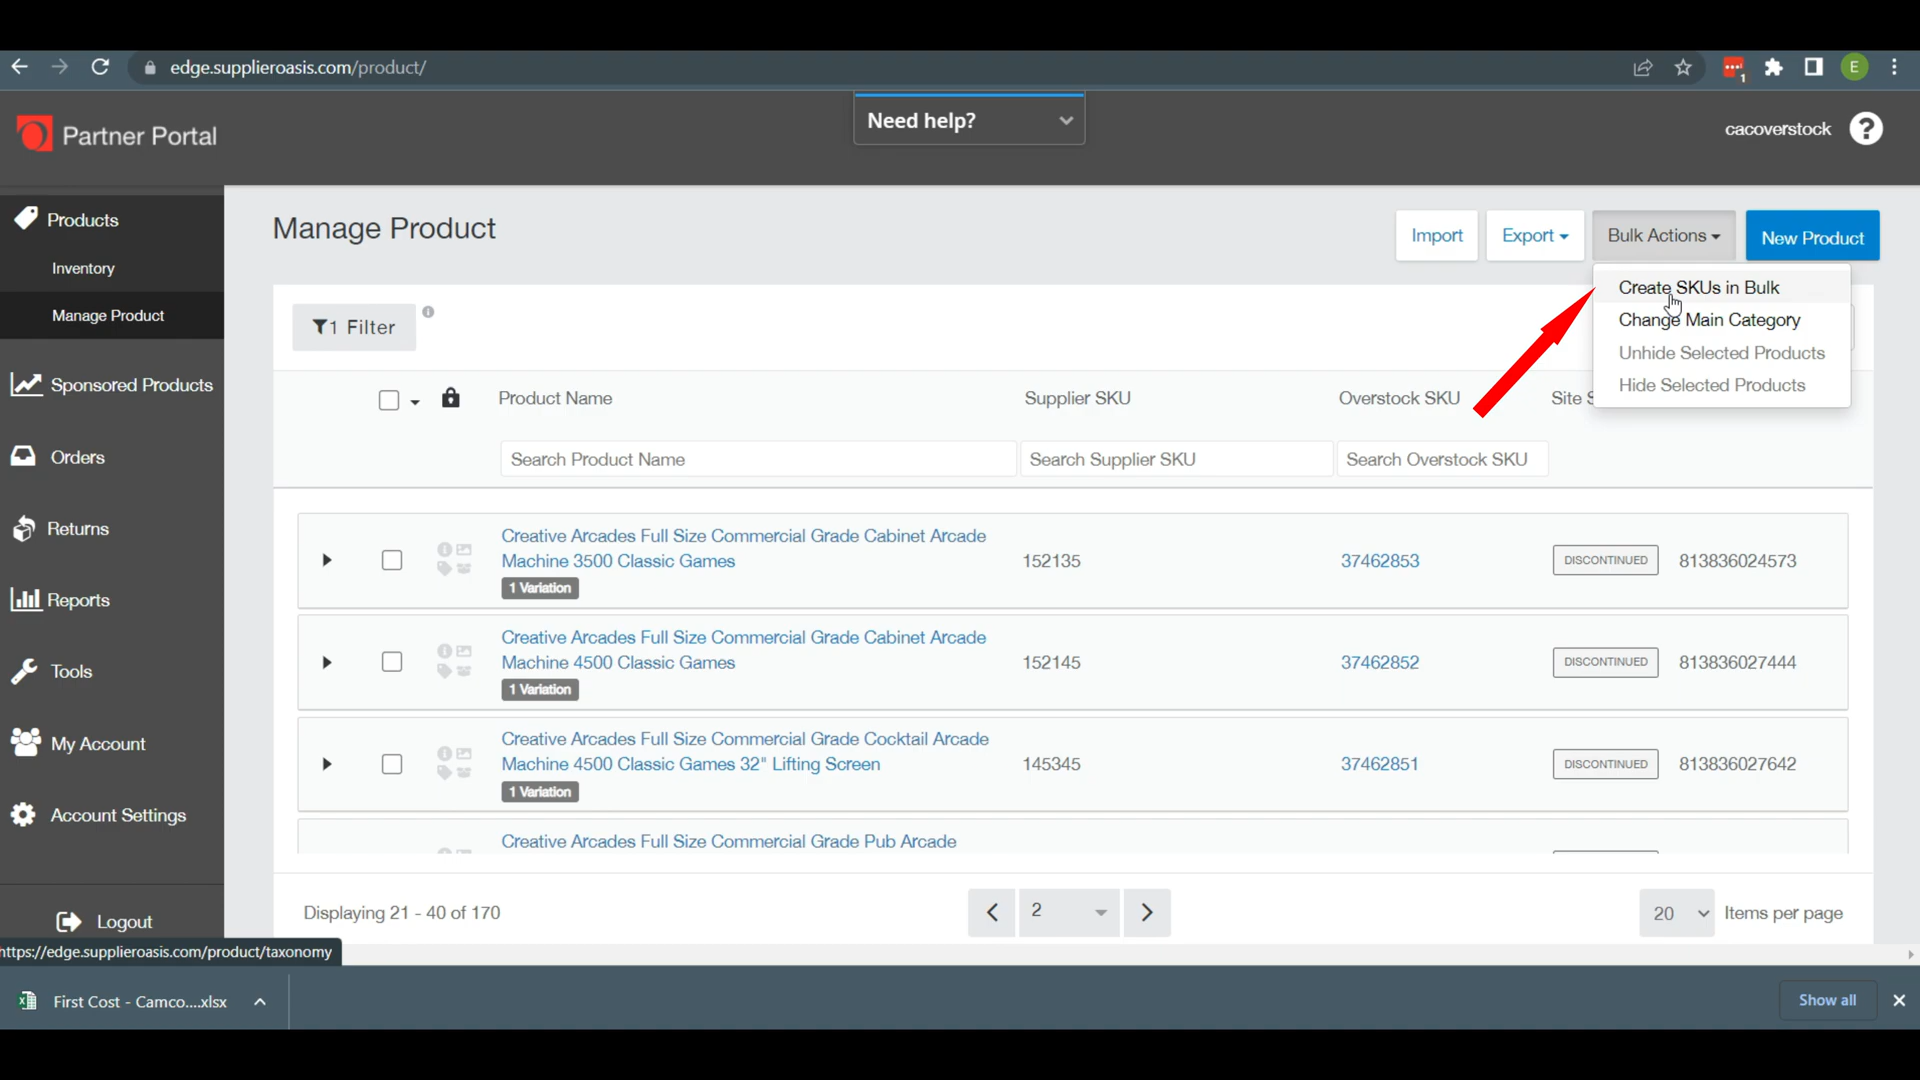 edge.supplieroasis.com/product/
1
E
Partner Portal
Need help?
cacoverstock
?
Products
Inventory
Manage Product
Sponsored Products
Orders
Returns
Reports
Tools
My Account
Account Settings
Logout
Manage Product
Import
Export
Bulk Actions
New Product
Create SKUs in Bulk
Change Main Category
Unhide Selected Products
Hide Selected Products
1 Filter
Product Name
Supplier SKU
Overstock SKU
Site S
Search Product Name
Search Supplier SKU
Search Overstock SKU
Creative Arcades Full Size Commercial Grade Cabinet Arcade
Machine 3500 Classic Games
1 Variation
152135
37462853
DISCONTINUED
813836024573
Creative Arcades Full Size Commercial Grade Cabinet Arcade
Machine 4500 Classic Games
1 Variation
152145
37462852
DISCONTINUED
813836027444
Creative Arcades Full Size Commercial Grade Cocktail Arcade
Machine 4500 Classic Games 32" Lifting Screen
1 Variation
145345
37462851
DISCONTINUED
813836027642
Creative Arcades Full Size Commercial Grade Pub Arcade
Displaying 21 - 40 of 170
2
20
Items per page
https://edge.supplieroasis.com/product/taxonomy
First Cost - Camco....xlsx
Show all